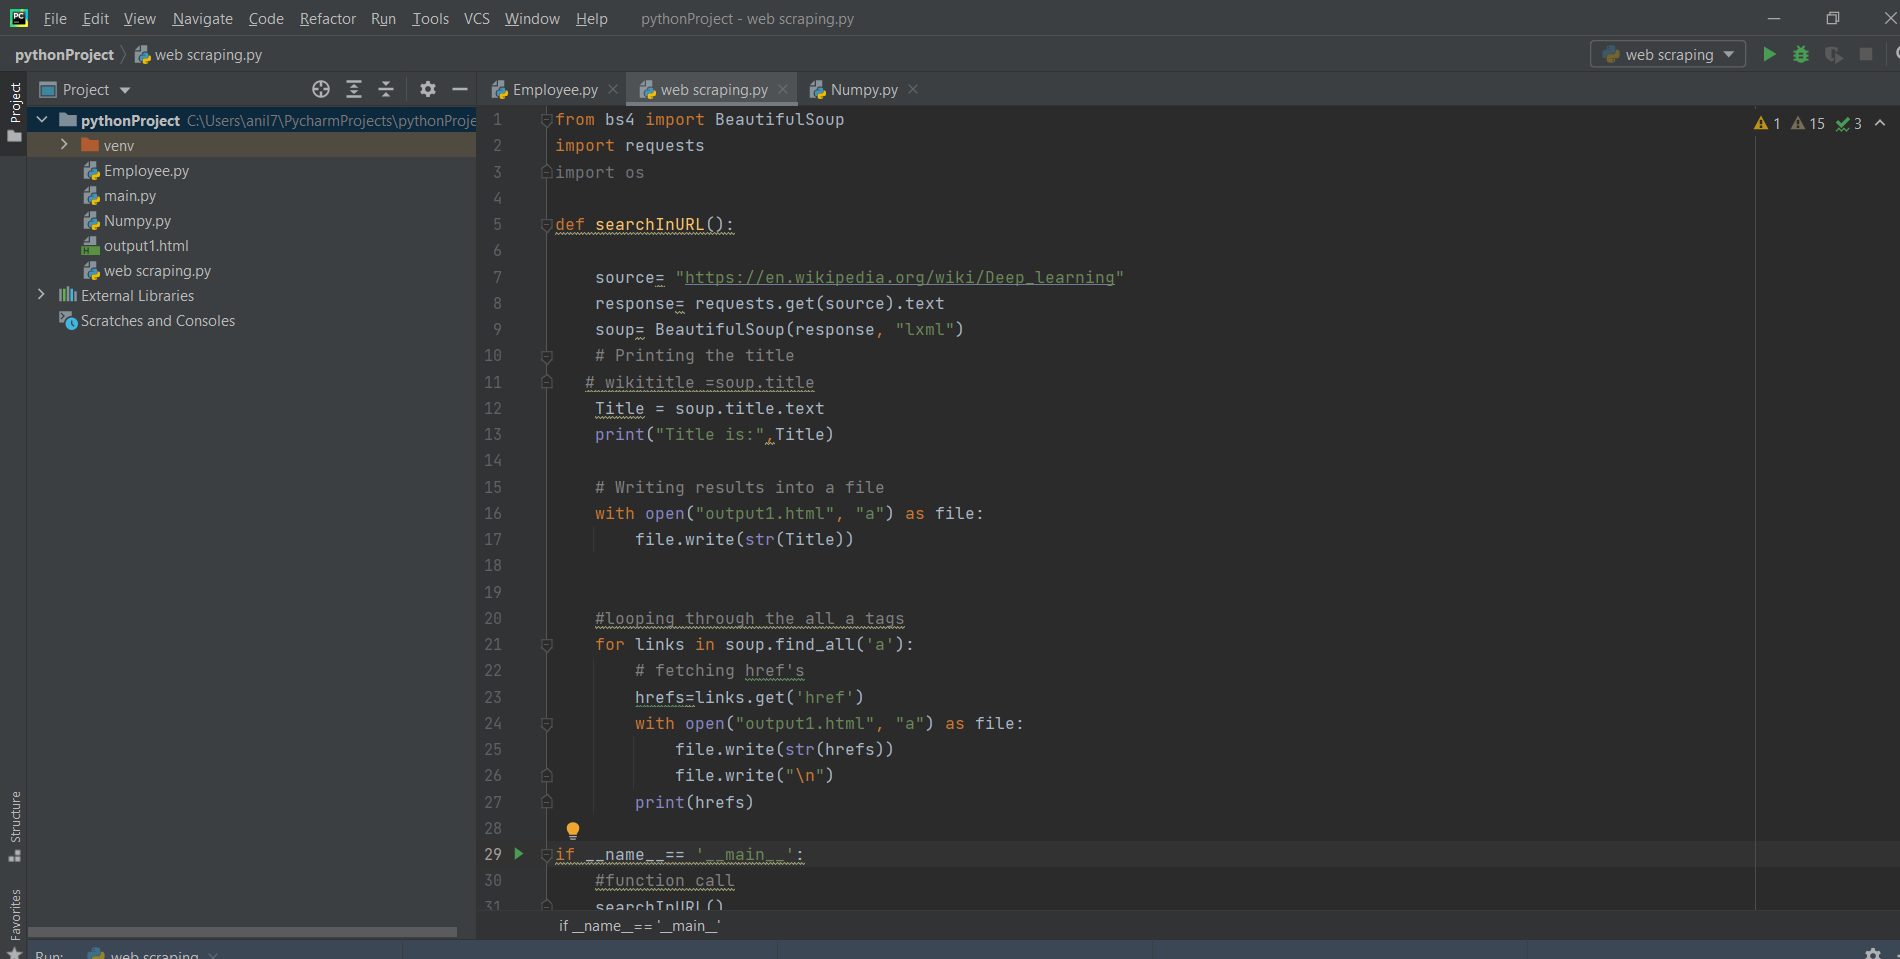 File Edit View Navigate Code Refactor Run Tools VCS Window Help pythonProject - web scraping.py
pythonProject web scraping.py web scraping
Project
Project
Employee.py web scraping.py Numpy.py
pythonProject C:\Users\anil7\PycharmProjects\pythonProje
venv
Employee.py
main.py
Numpy.py
output1.html
web scraping.py
External Libraries
Scratches and Consoles
1 from bs4 import BeautifulSoup
1 15 3
2 import requests
3 import os
4
5 def searchInURL():
6
7 source= "https://en.wikipedia.org/wiki/Deep_learning"
8 response= requests.get(source).text
9 soup= BeautifulSoup(response, "lxml")
10 # Printing the title
11 # wikititle =soup.title
12 Title = soup.title.text
13 print("Title is:",Title)
14
15 # Writing results into a file
16 with open("output1.html", "a") as file:
17 file.write(str(Title))
18
19
20 #looping through the all a tags
21 for links in soup.find_all('a'):
22 # fetching href's
23 hrefs=links.get('href')
24 with open("output1.html", "a") as file:
25 file.write(str(hrefs))
26 file.write("\n")
27 print(hrefs)
28
29 if __name__== '__main__':
30 #function call
31 searchInURL()
if __name__== '__main__'
Structure
Favorites
Run: web scraping